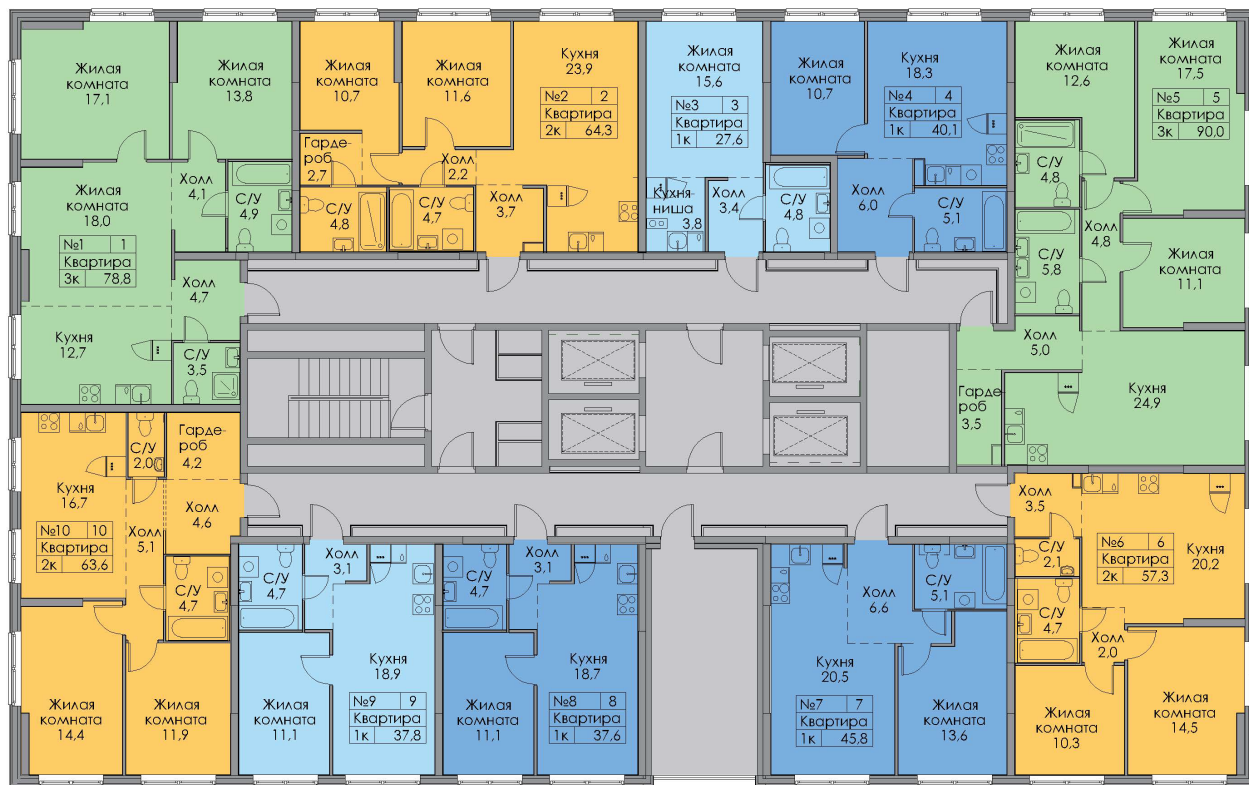 Жилая
комната
17,1
Жилая
комната
13,8
Холл
4,1
С/У
4,9
Жилая
комната
18,0
№1 1
Квартира
3к 78,8
Холл
4,7
Кухня
12,7
С/У
3,5
Жилая
комната
10,7
Жилая
комната
11,6
Кухня
23,9
№2 2
Квартира
2к 64,3
Гарде-
роб
2,7
Холл
2,2
С/У
4,8
С/У
4,7
Холл
3,7
Жилая
комната
15,6
№3 3
Квартира
1к 27,6
Кухня
ниша
3,8
Холл
3,4
С/У
4,8
Жилая
комната
10,7
Кухня
18,3
№4 4
Квартира
1к 40,1
Холл
6,0
С/У
5,1
Жилая
комната
12,6
Жилая
комната
17,5
№5 5
Квартира
3к 90,0
С/У
4,8
С/У
5,8
Холл
4,8
Жилая
комната
11,1
Холл
5,0
Гарде-
роб
3,5
Кухня
24,9
Холл
3,5
№6 6
Квартира
2к 57,3
Кухня
20,2
С/У
2,1
С/У
4,7
Холл
2,0
Жилая
комната
10,3
Жилая
комната
14,5
Холл
6,6
С/У
5,1
Кухня
20,5
№7 7
Квартира
1к 45,8
Жилая
комната
13,6
С/У
4,7
Холл
3,1
Кухня
18,7
№8 8
Квартира
1к 37,6
Жилая
комната
11,1
С/У
4,7
Холл
3,1
Кухня
18,9
№9 9
Квартира
1к 37,8
Жилая
комната
11,1
С/У
2,0
Гарде-
роб
4,2
Кухня
16,7
№10 10
Квартира
2к 63,6
Холл
4,6
Холл
5,1
С/У
4,7
Жилая
комната
14,4
Жилая
комната
11,9